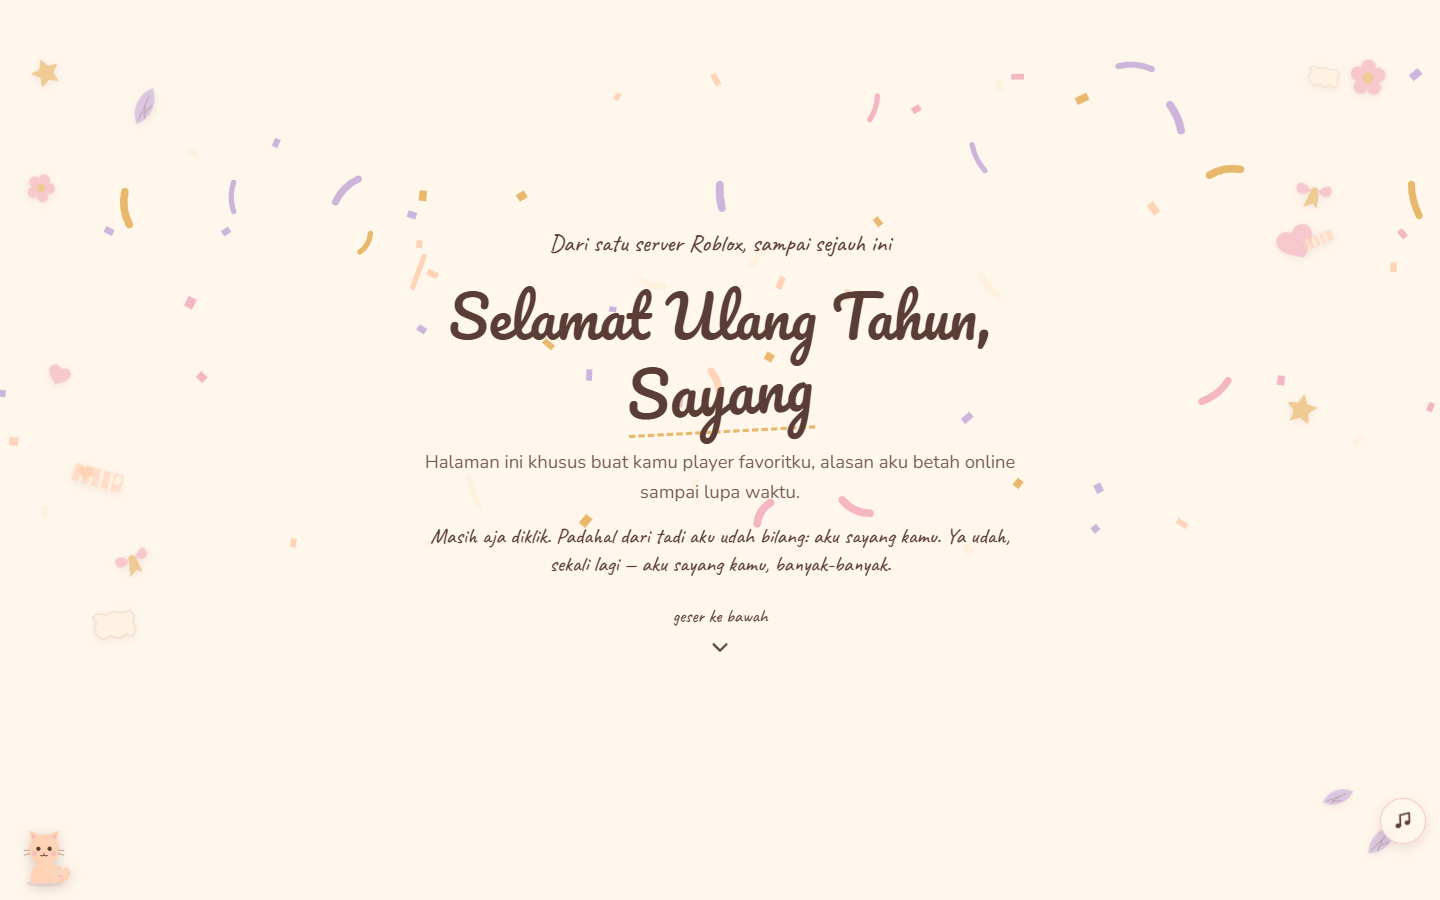 Dari satu server Roblox, sampai sejauh ini
Selamat Ulang Tahun,
Sayang
Halaman ini khusus buat kamu player favoritku, alasan aku betah online
sampai lupa waktu.
Masih aja diklik. Padahal dari tadi aku udah bilang: aku sayang kamu. Ya udah,
sekali lagi — aku sayang kamu, banyak-banyak.
geser ke bawah